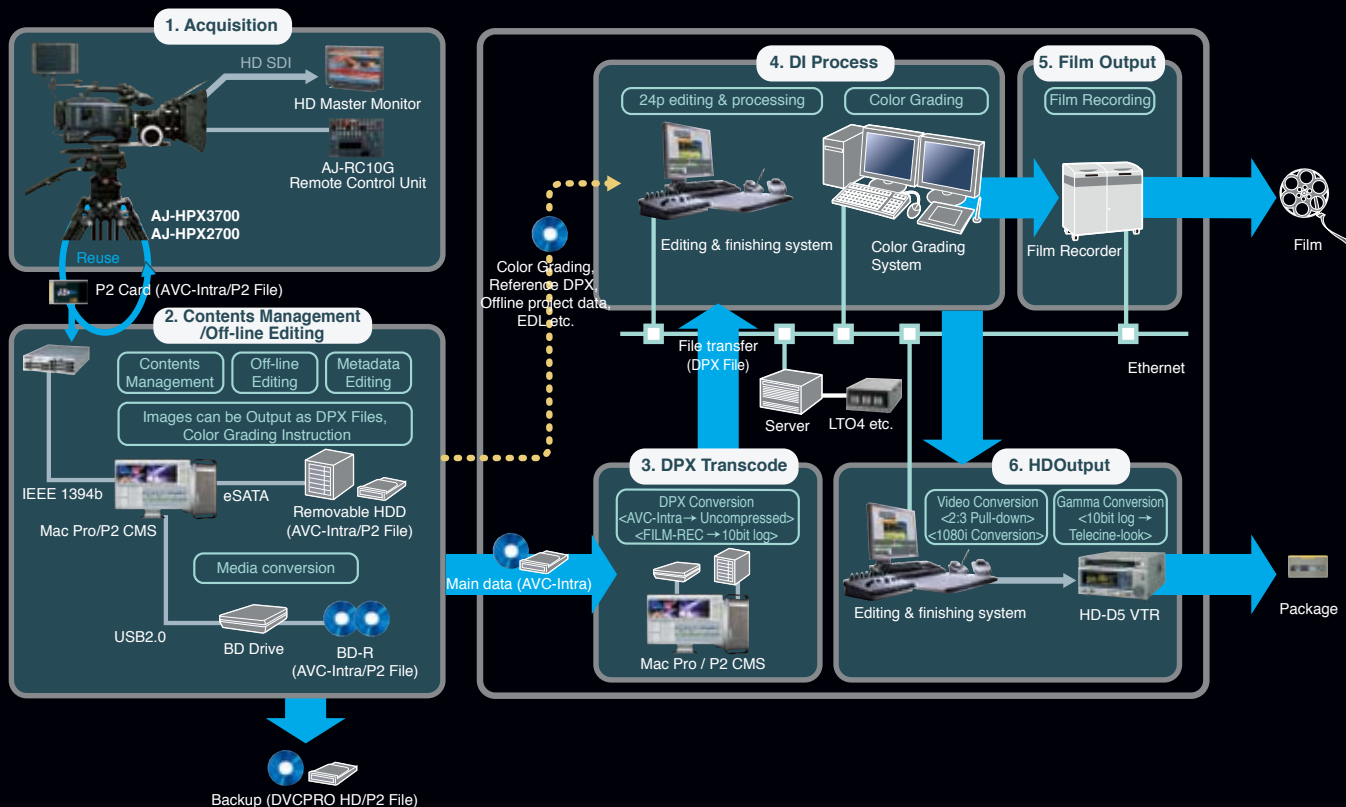 1. Acquisition
HD SDI
HD Master Monitor
AJ-RC10G
Remote Control Unit
AJ-HPX3700
AJ-HPX2700
Reuse
P2 Card (AVC-Intra/P2 File)
2. Contents Management
/Off-line Editing
Contents
Management
Off-line
Editing
Metadata
Editing
Images can be Output as DPX Files,
Color Grading Instruction
IEEE 1394b
eSATA
Mac Pro/P2 CMS
Removable HDD
(AVC-Intra/P2 File)
Media conversion
USB2.0
BD Drive
BD-R
(AVC-Intra/P2 File)
Backup (DVCPRO HD/P2 File)
Color Grading,
Reference DPX,
Offline project data,
EDL etc.
Main data (AVC-Intra)
3. DPX Transcode
DPX Conversion
<AVC-Intra→ Uncompressed>
<FILM-REC →10bit log>
Mac Pro / P2 CMS
File transfer
(DPX File)
4. DI Process
24p editing & processing
Color Grading
Editing & finishing system
Color Grading
System
5. Film Output
Film Recording
Film Recorder
Film
Ethernet
Server
LTO4 etc.
6. HDOutput
Video Conversion
<2:3 Pull-down>
<1080i Conversion>
Gamma Conversion
<10bit log →
Telecine-look>
Editing & finishing system
HD-D5 VTR
Package